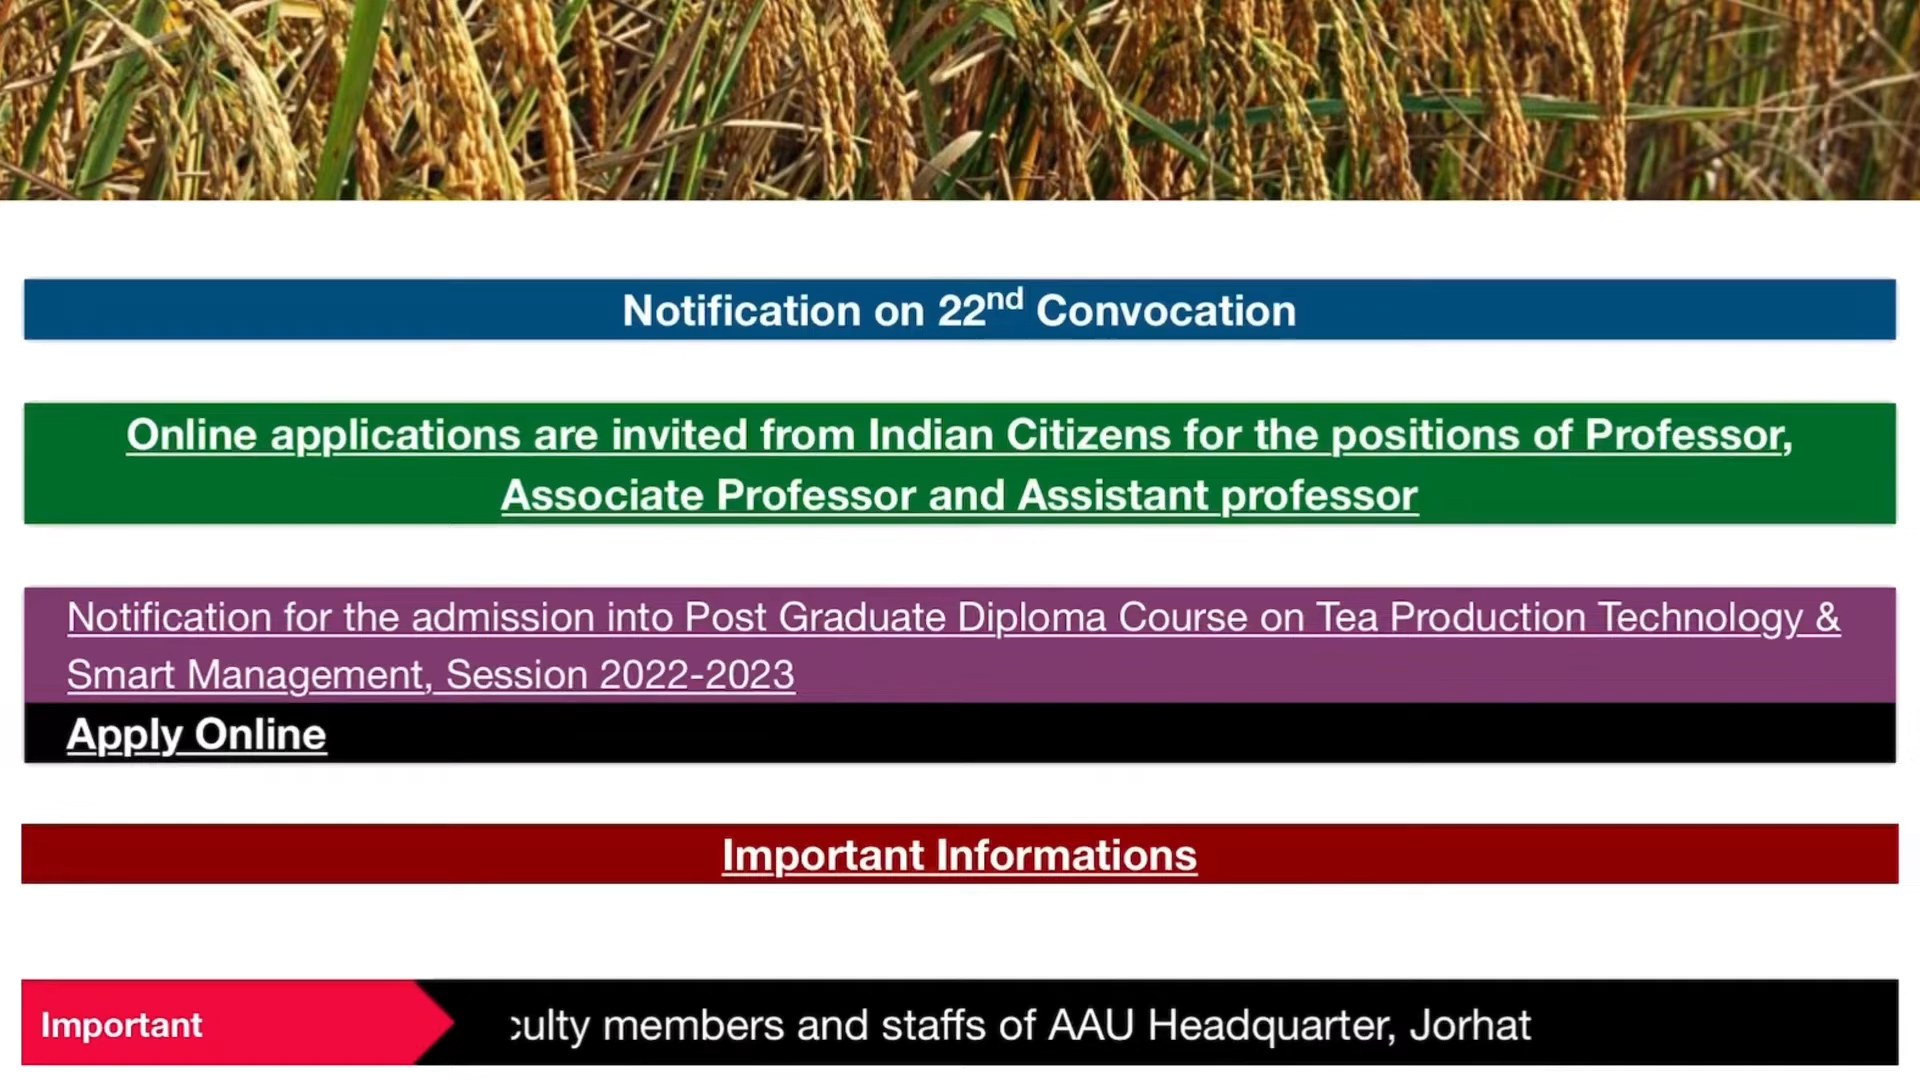 Notification on 22nd Convocation
Online applications are invited from Indian Citizens for the positions of Professor,
Associate Professor and Assistant professor
Notification for the admission into Post Graduate Diploma Course on Tea Production Technology &
Smart Management, Session 2022-2023
Apply Online
Important Informations
Important
members and staffs of AAU Headquarter, Jorhat